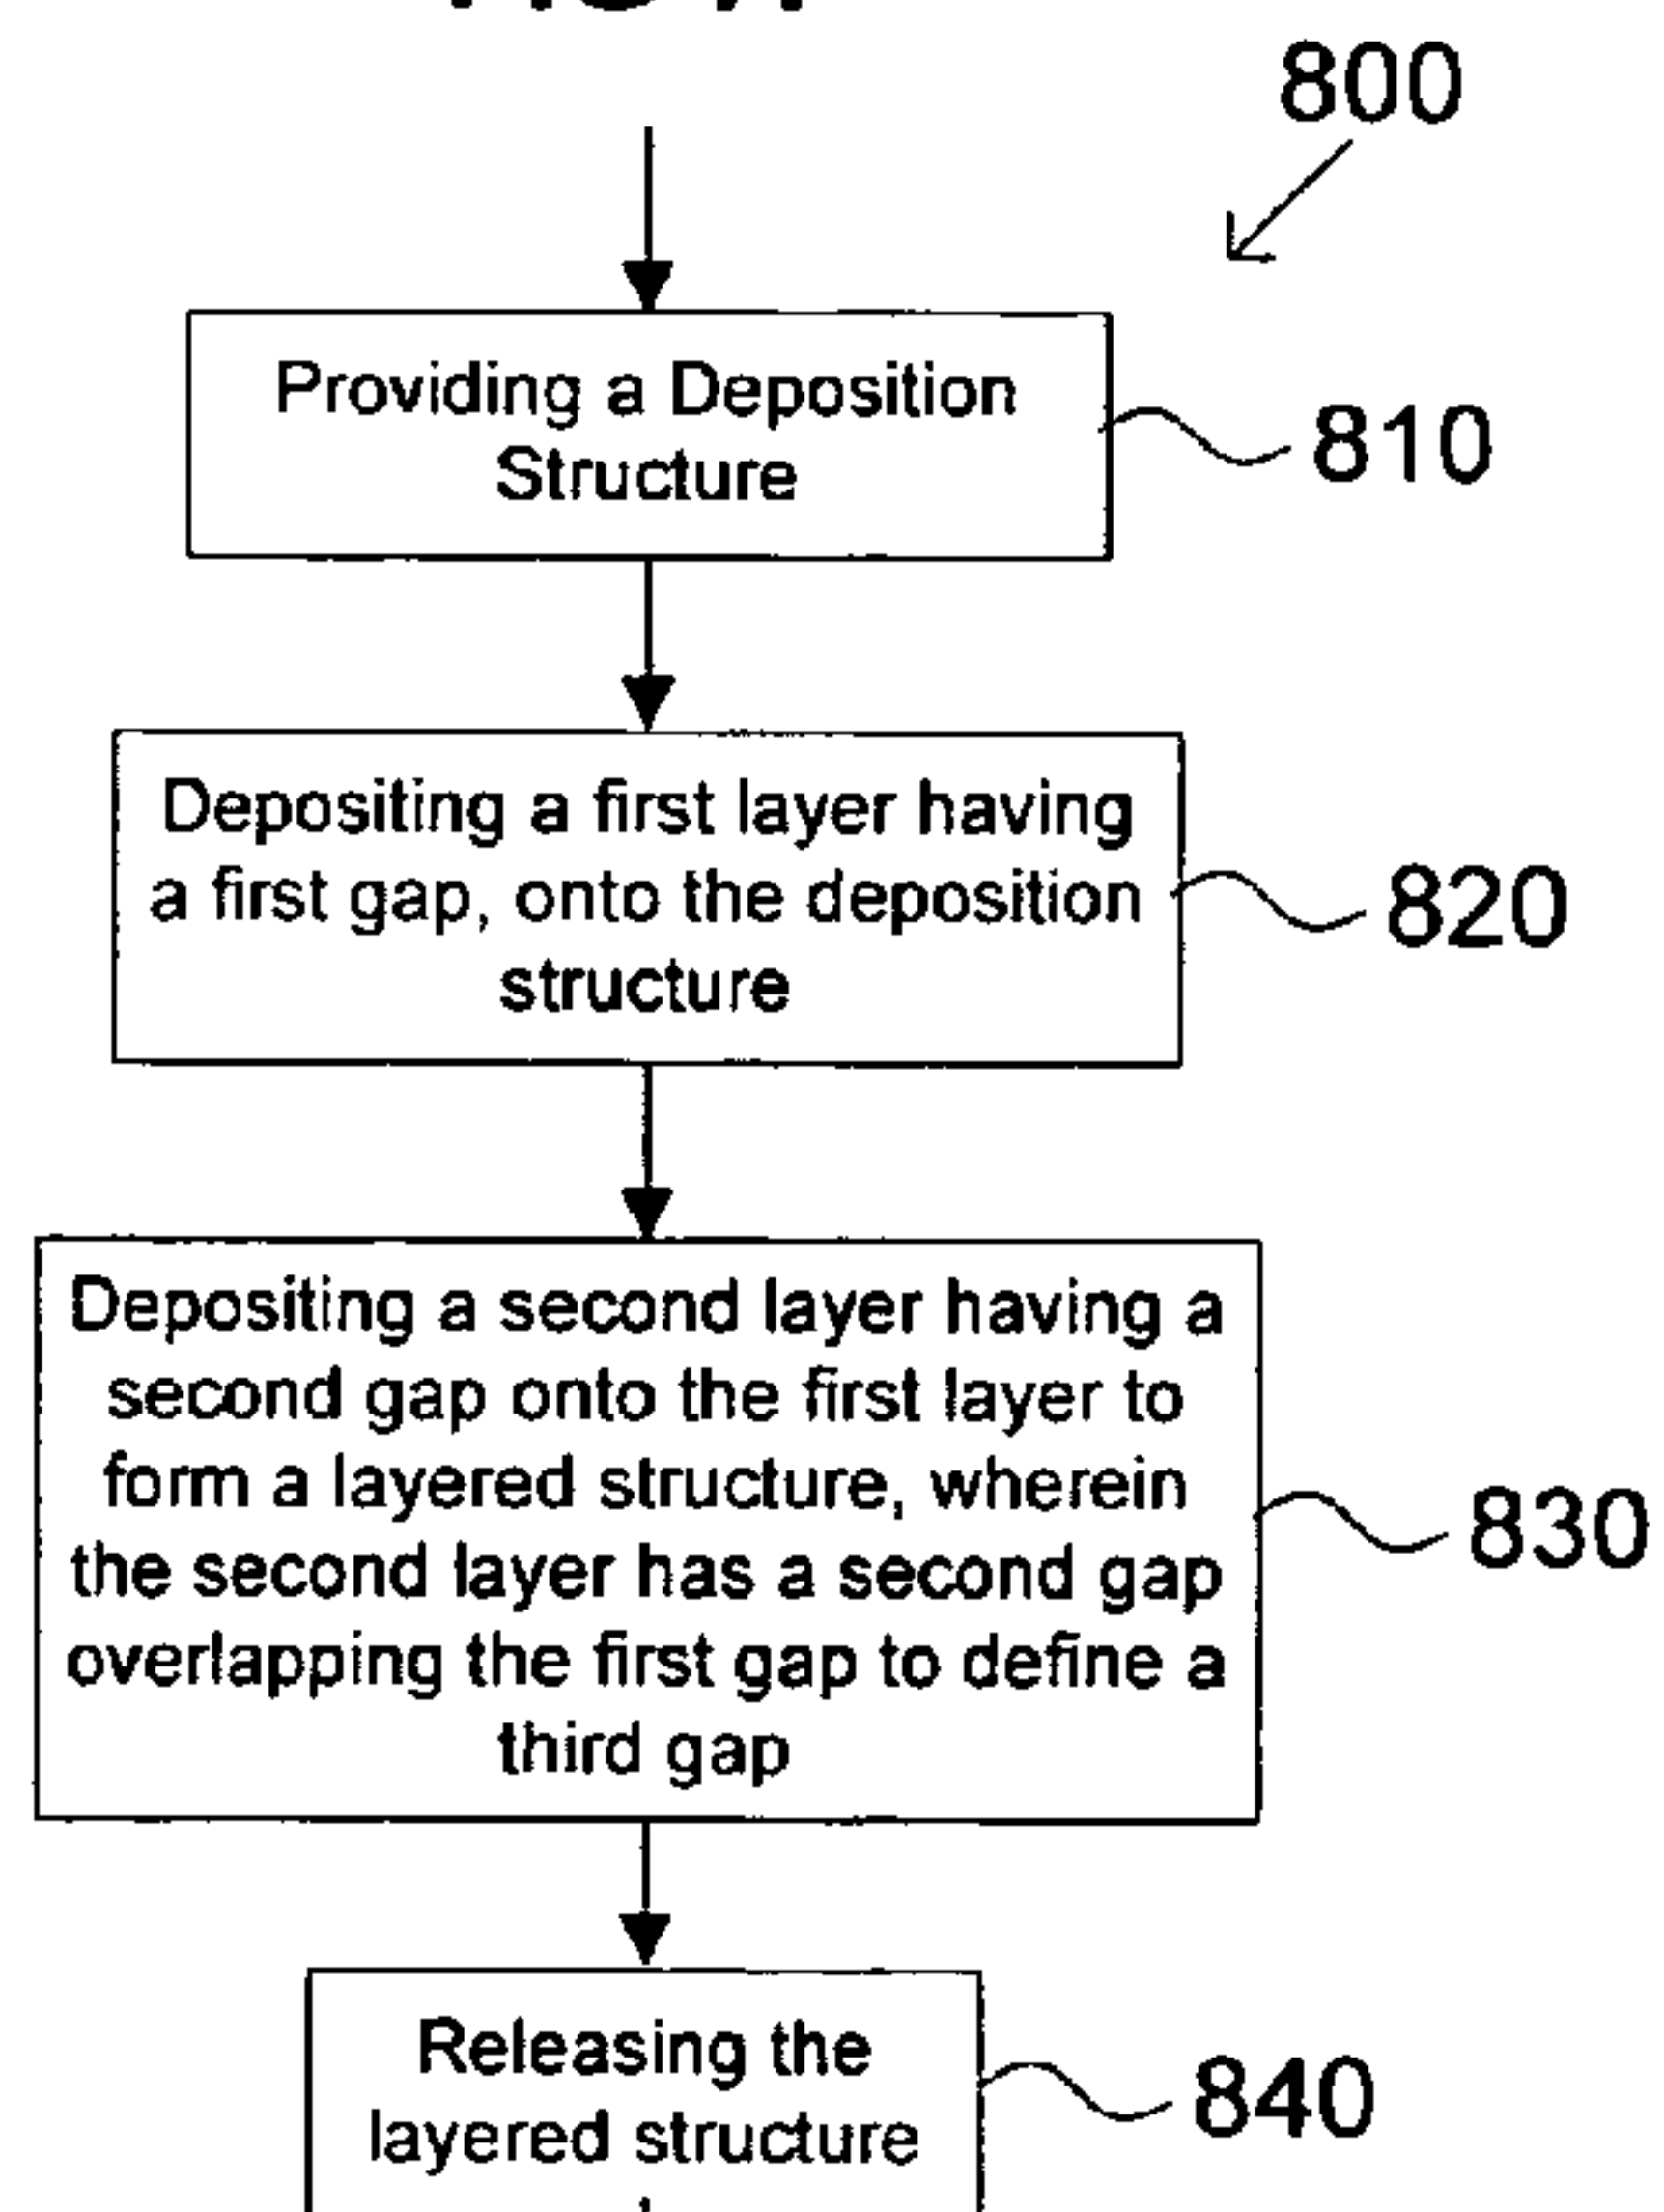 800
Providing a Deposition
Structure
810
Depositing a first layer having
a first gap, onto the deposition
structure
820
Depositing a second layer having a
second gap onto the first layer to
form a layered structure, wherein
the second layer has a second gap
overlapping the first gap to define a
third gap
830
Releasing the
layered structure
840